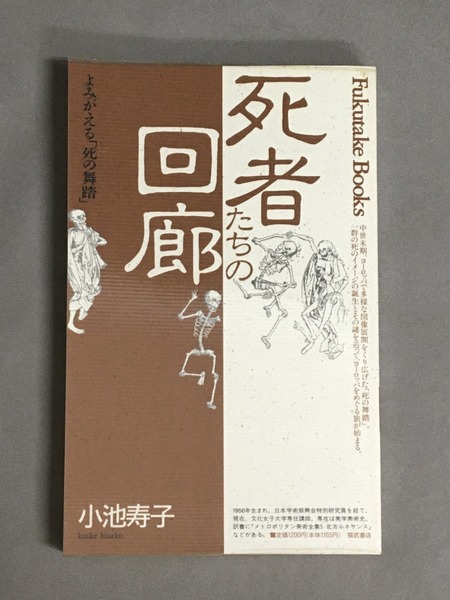 Fukutake Books
中世末期、ヨーロッパで多様な図像展開をくり広げた「死の舞踏」。
一群の死のイメージの誕生とその謎を追って、ヨーロッパをめぐる旅が始まる。
死者たちの
回廊
よみがえる「死の舞踏」
小池寿子
koike hisako
1956年生まれ。日本学術振興会特別研究員を経て、
現在、文化女子大学専任講師。専攻は美学美術史。
訳書に『メトロポリタン美術全集5 北方ルネサンス』
などがある。 定価1200円(本体1165円) 福武書店